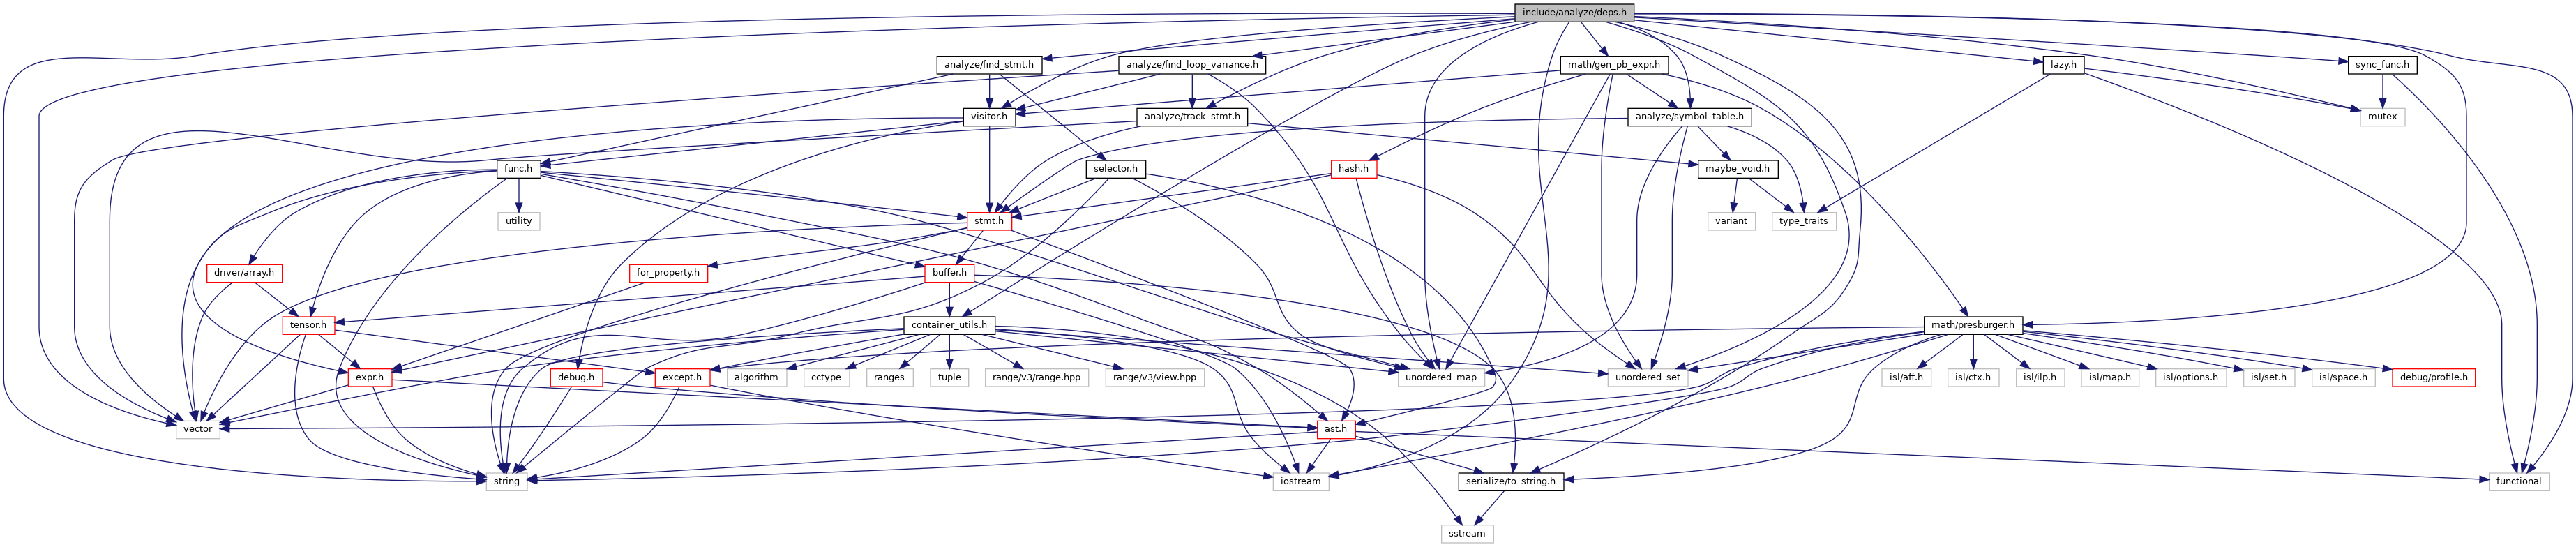 include/analyze/deps.h
analyze/find_stmt.h
analyze/find_loop_variance.h
math/gen_pb_expr.h
lazy.h
sync_func.h
visitor.h
analyze/track_stmt.h
analyze/symbol_table.h
mutex
func.h
selector.h
hash.h
maybe_void.h
utility
stmt.h
variant
type_traits
driver/array.h
for_property.h
buffer.h
tensor.h
container_utils.h
math/presburger.h
expr.h
debug.h
except.h
algorithm
cctype
ranges
tuple
range/v3/range.hpp
range/v3/view.hpp
unordered_map
unordered_set
isl/aff.h
isl/ctx.h
isl/ilp.h
isl/map.h
isl/options.h
isl/set.h
isl/space.h
debug/profile.h
vector
ast.h
string
iostream
serialize/to_string.h
functional
sstream